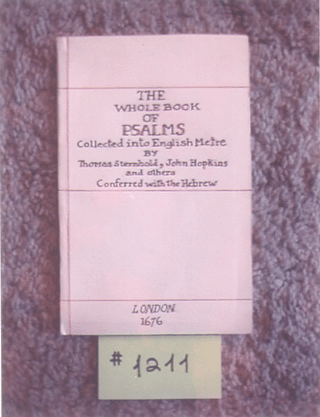 THE
WHOLE BOOK
OF
PSALMS
Collected into English Metre
BY
Thomas Sternhold, John Hopkins
and others
Conferred with the Hebrew
LONDON.
1676
# 1211